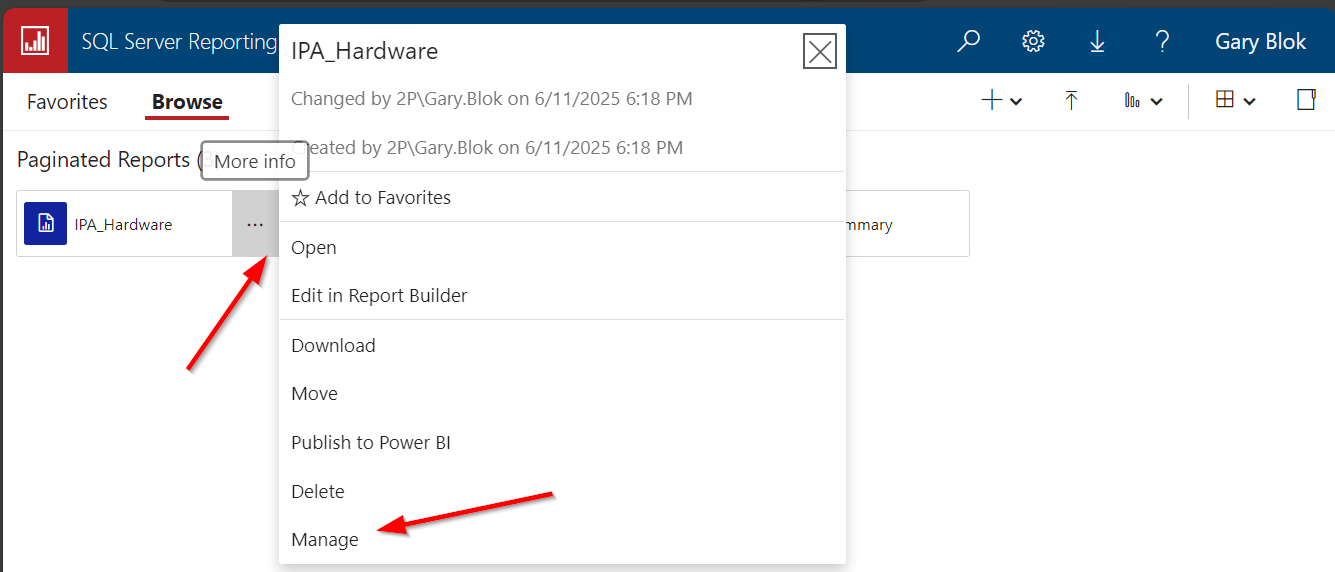 SQL Server Reporting
Gary Blok
Favorites
Browse
Paginated Reports
More info
IPA_Hardware
...
mmary
IPA_Hardware
Changed by 2P\Gary.Blok on 6/11/2025 6:18 PM
Created by 2P\Gary.Blok on 6/11/2025 6:18 PM
Add to Favorites
Open
Edit in Report Builder
Download
Move
Publish to Power BI
Delete
Manage